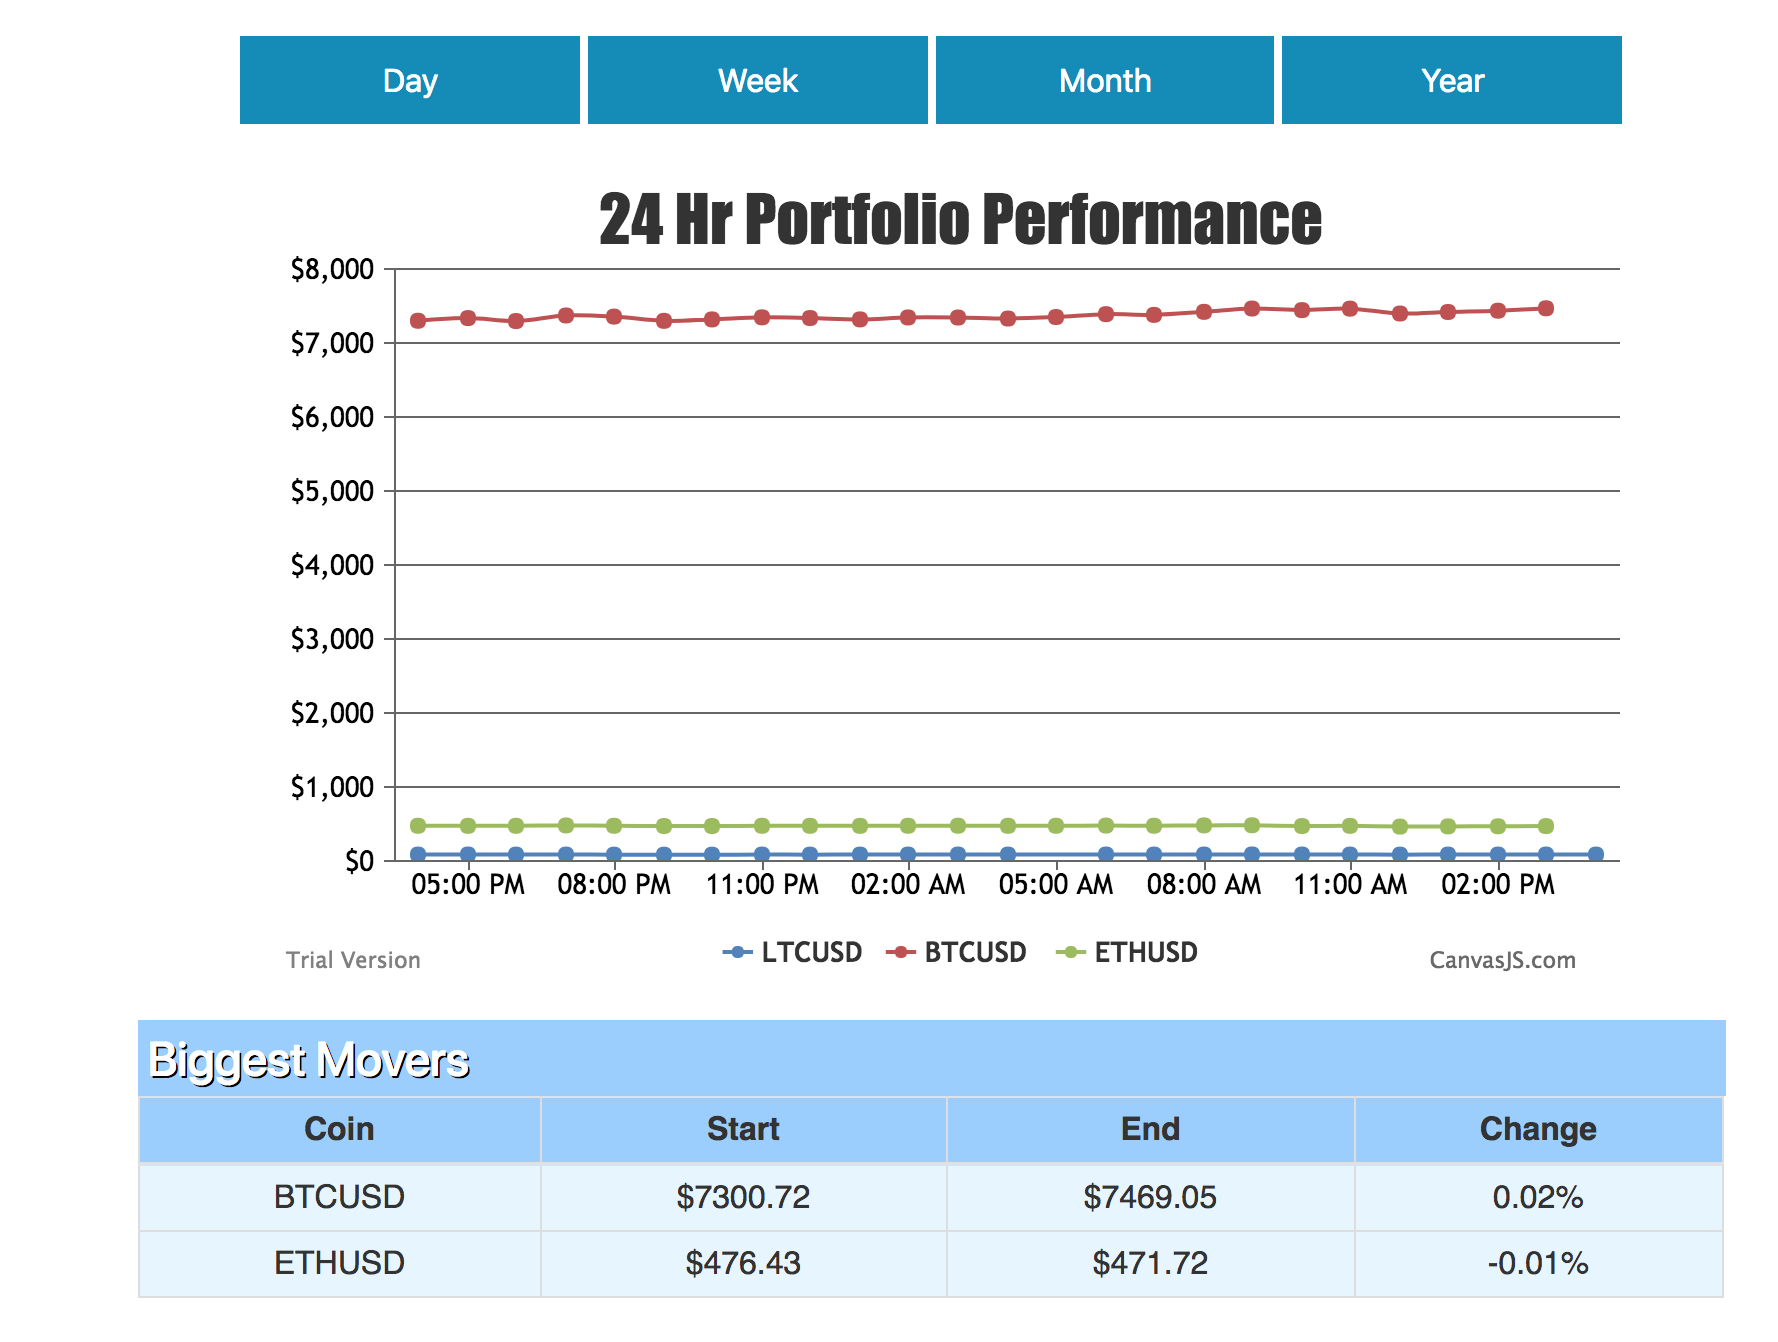 Day Week Month Year
24 Hr Portfolio Performance
$8,000
$7,000
$6,000
$5,000
$4,000
$3,000
$2,000
$1,000
$0
05:00 PM 08:00 PM 11:00 PM 02:00 AM 05:00 AM 08:00 AM 11:00 AM 02:00 PM
LTCUSD BTCUSD ETHUSD
Trial Version CanvasJS.com
Biggest Movers
Coin Start End Change
BTCUSD $7300.72 $7469.05 0.02%
ETHUSD $476.43 $471.72 -0.01%